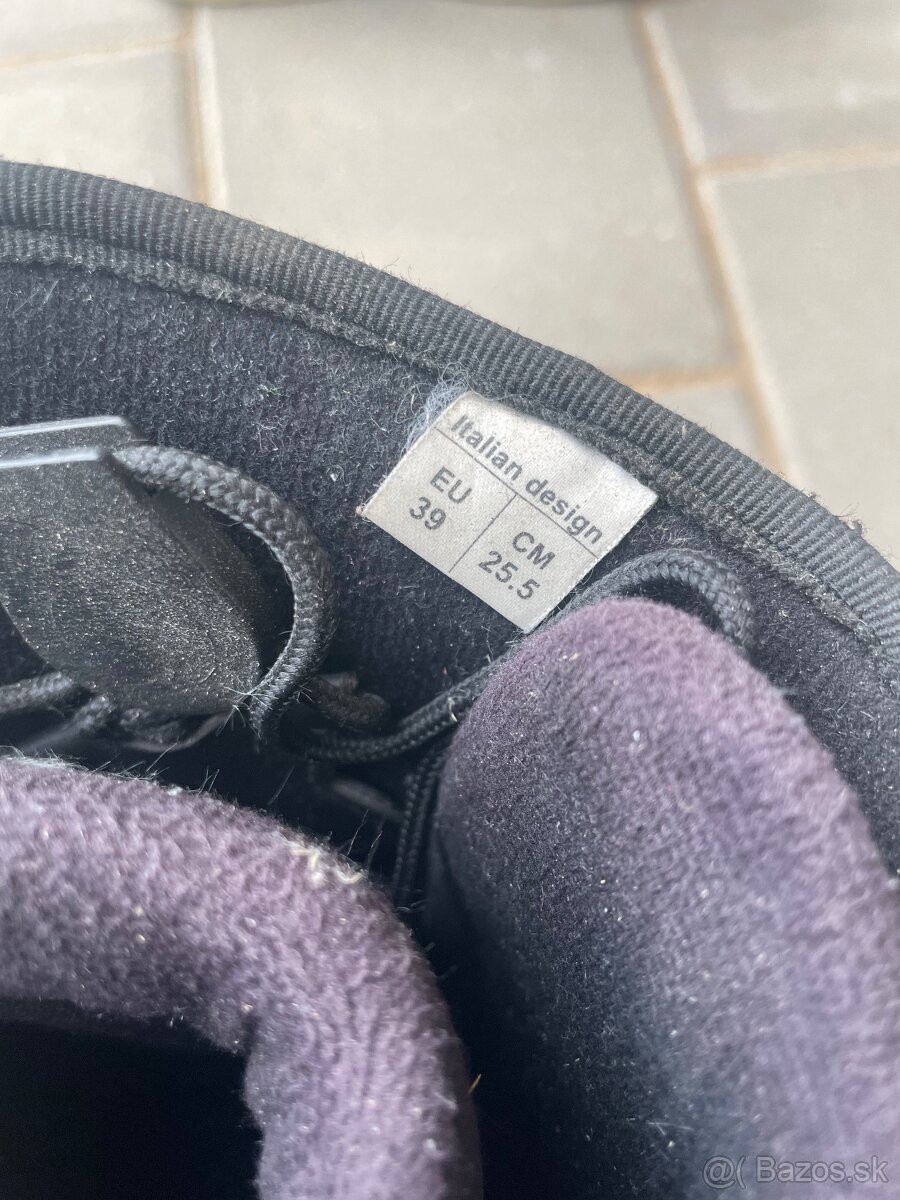 Italian design
EU CM
39 25.5
@( Bazos.sk